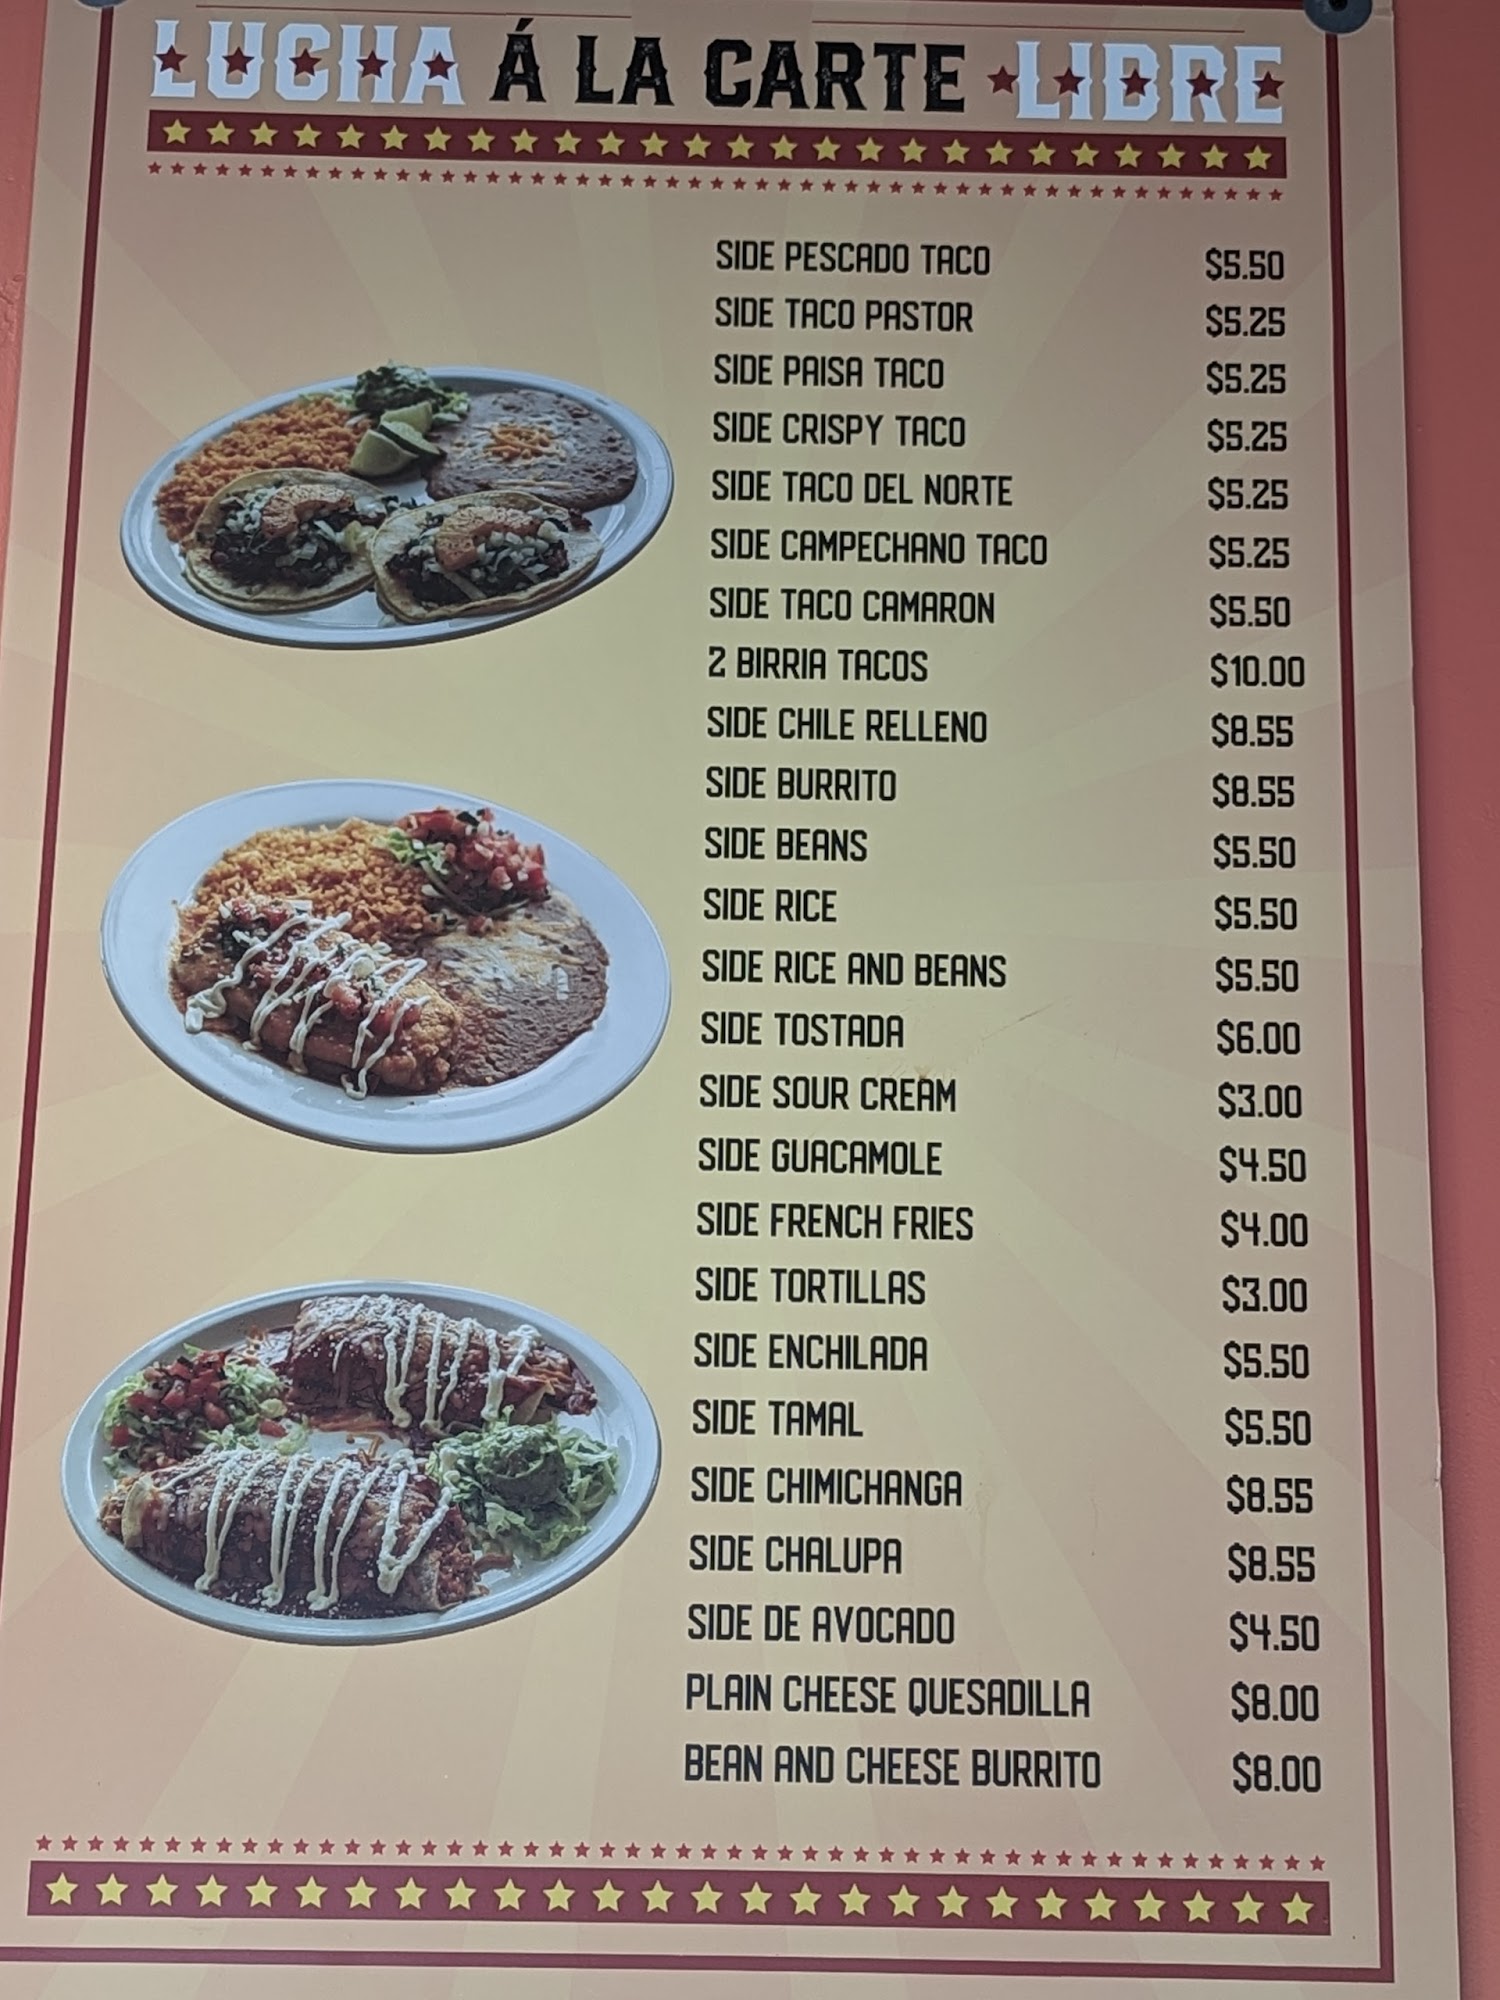 LUCHA Á LA CARTE LIBRE
SIDE PESCADO TACO $5.50
SIDE TACO PASTOR $5.25
SIDE PAISA TACO $5.25
SIDE CRISPY TACO $5.25
SIDE TACO DEL NORTE $5.25
SIDE CAMPECHANO TACO $5.25
SIDE TACO CAMARON $5.50
2 BIRRIA TACOS $10.00
SIDE CHILE RELLENO $8.55
SIDE BURRITO $8.55
SIDE BEANS $5.50
SIDE RICE $5.50
SIDE RICE AND BEANS $5.50
SIDE TOSTADA $6.00
SIDE SOUR CREAM $3.00
SIDE GUACAMOLE $4.50
SIDE FRENCH FRIES $4.00
SIDE TORTILLAS $3.00
SIDE ENCHILADA $5.50
SIDE TAMAL $5.50
SIDE CHIMICHANGA $8.55
SIDE CHALUPA $8.55
SIDE DE AVOCADO $4.50
PLAIN CHEESE QUESADILLA $8.00
BEAN AND CHEESE BURRITO $8.00